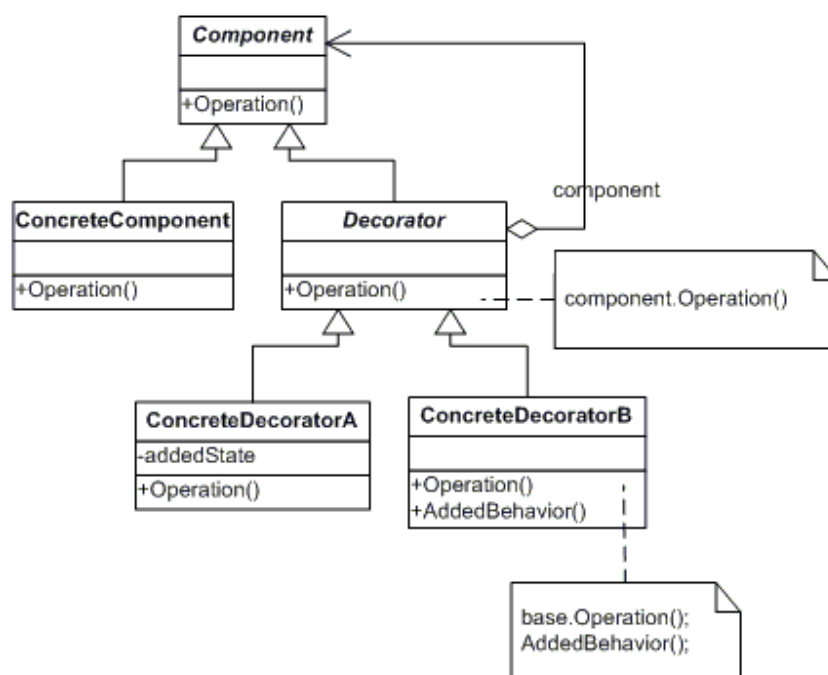 Component
+Operation()
component
ConcreteComponent
+Operation()
Decorator
+Operation()
component.Operation()
ConcreteDecoratorA
-addedState
+Operation()
ConcreteDecoratorB
+Operation()
+AddedBehavior()
base.Operation();
AddedBehavior();